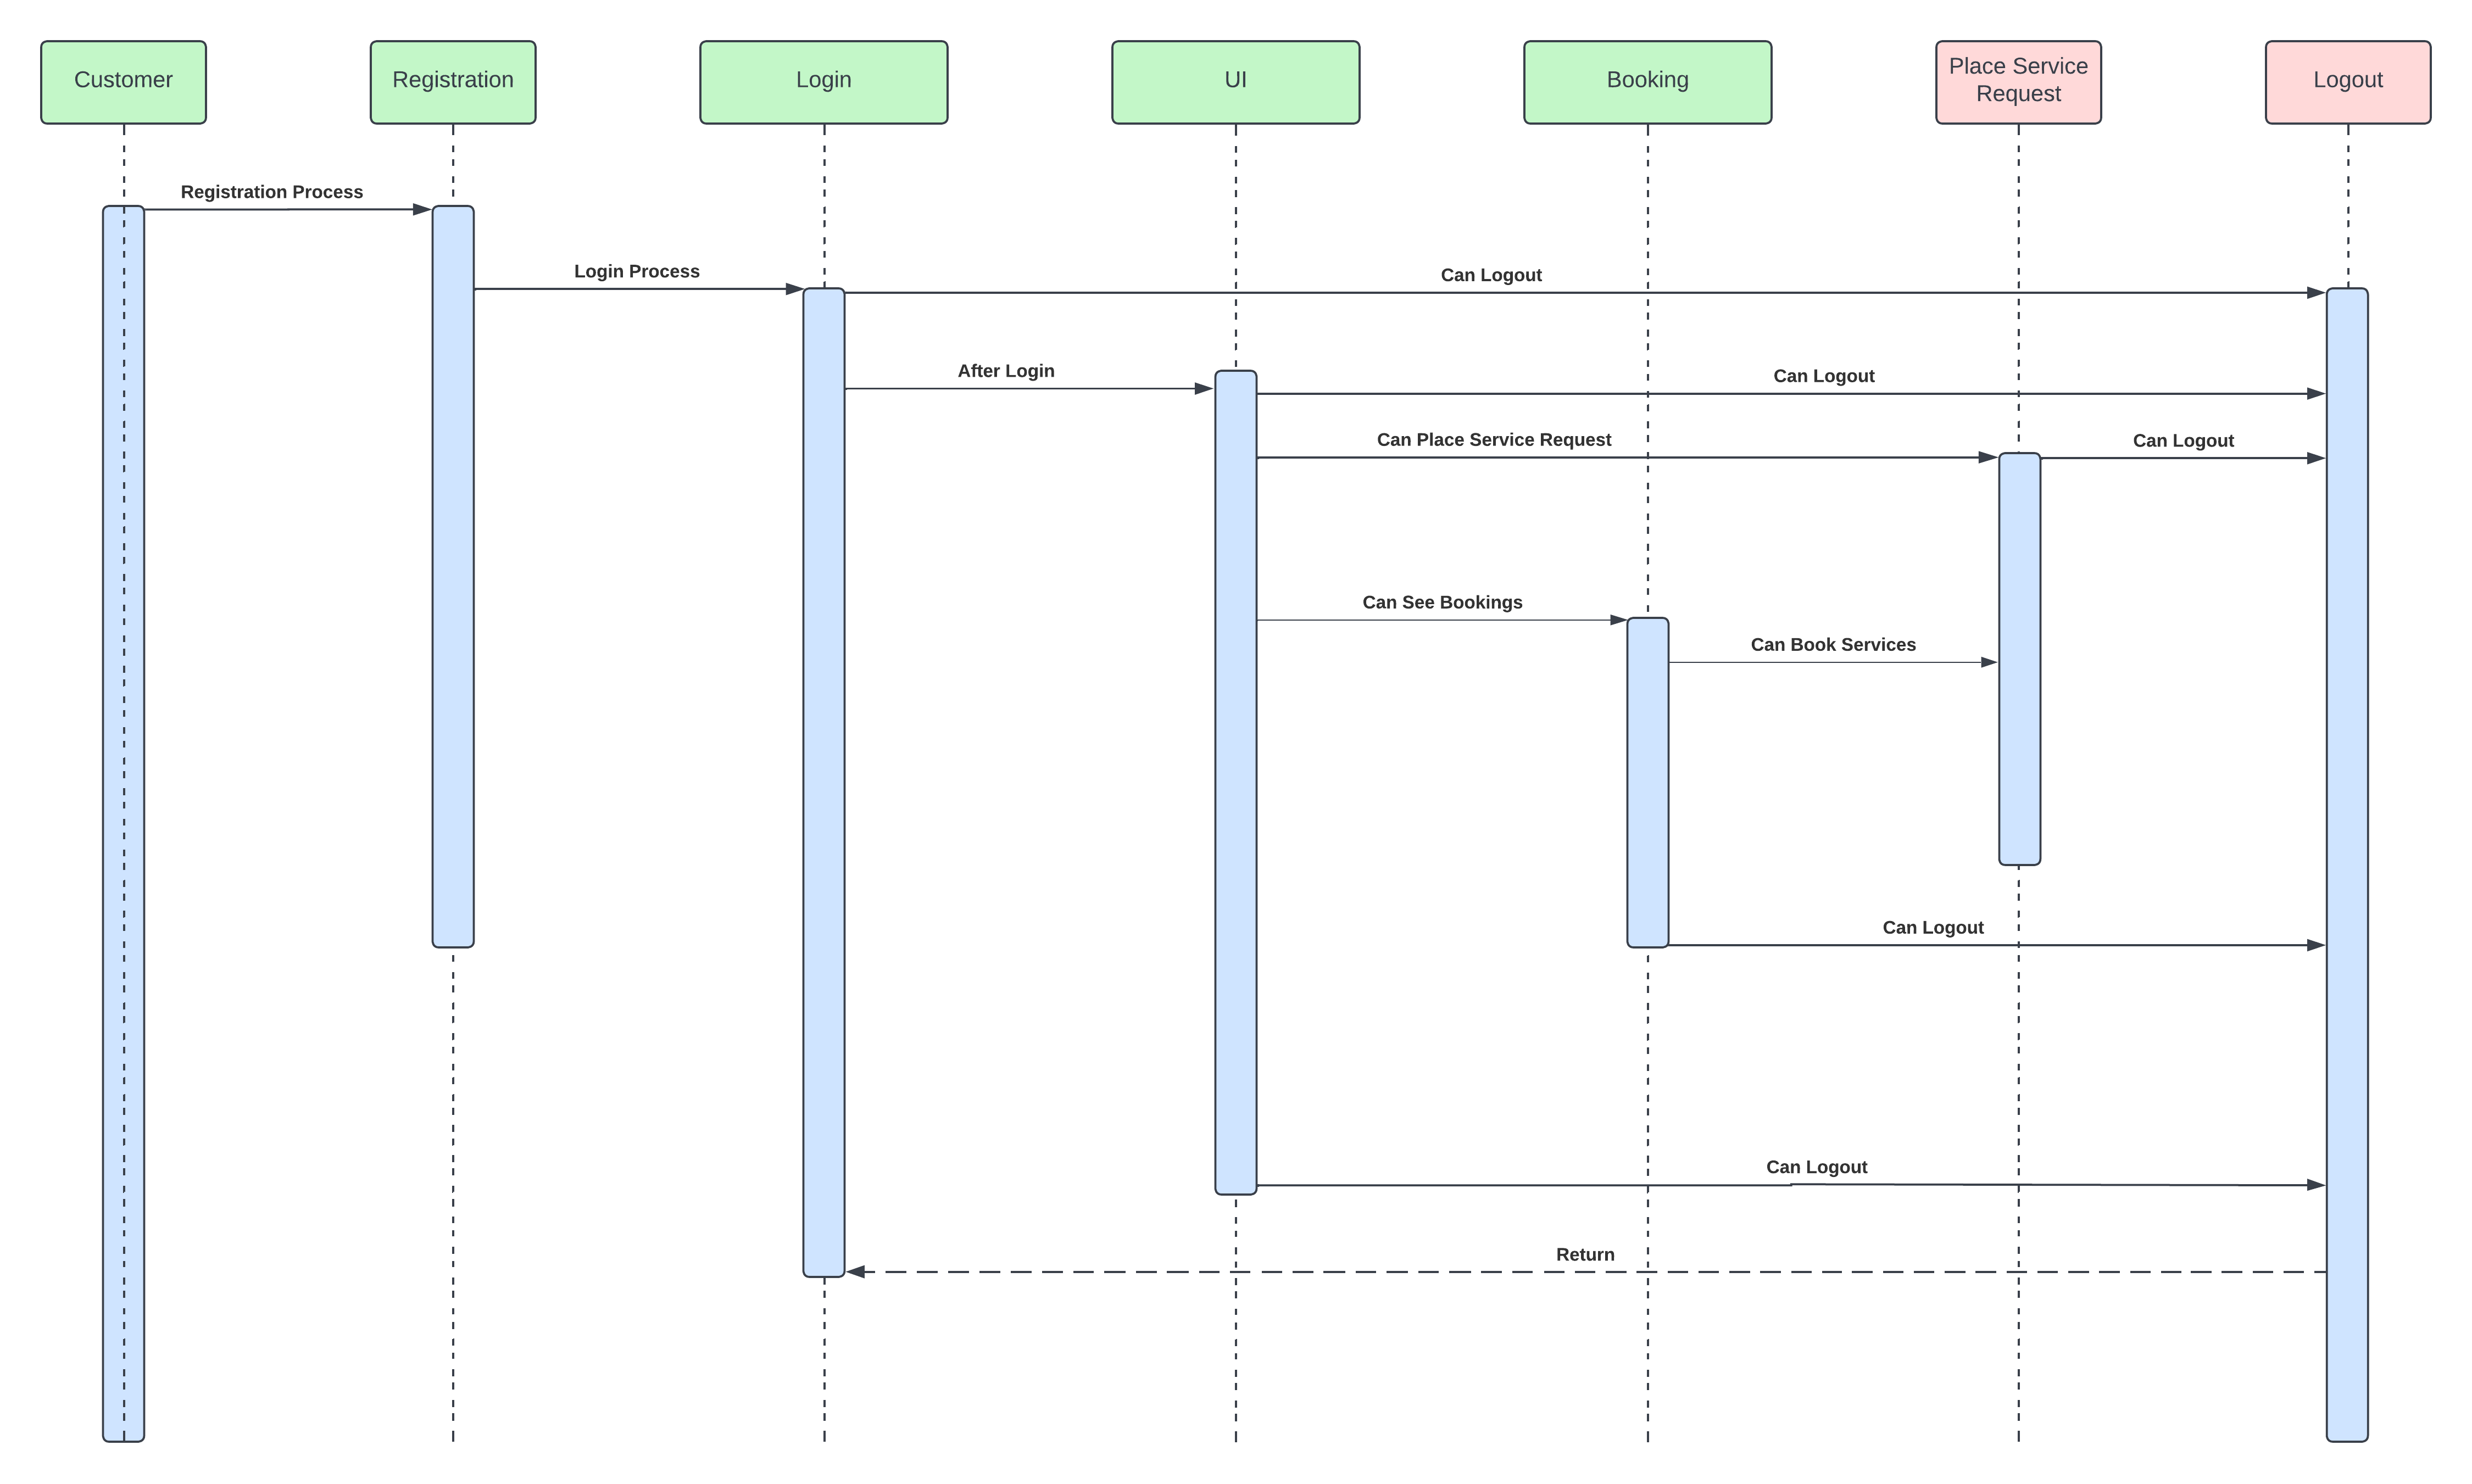 Customer
Registration
Login
UI
Booking
Place Service
Request
Logout
Registration Process
Login Process
Can Logout
After Login
Can Logout
Can Place Service Request
Can Logout
Can See Bookings
Can Book Services
Can Logout
Can Logout
Return